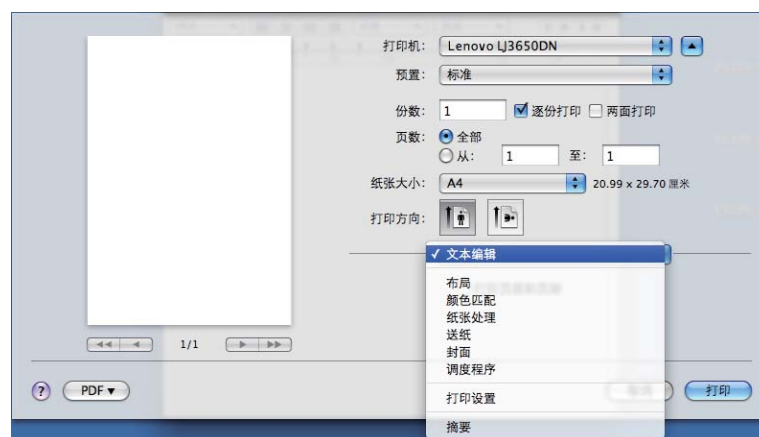 打印机: Lenovo LJ3650DN
预置: 标准
份数: 1 逐份打印 两面打印
页数: 全部
从: 1 至: 1
纸张大小: A4 20.99 x 29.70 厘米
打印方向:
✓ 文本编辑
布局
颜色匹配
纸张处理
送纸
封面
调度程序
打印设置
摘要
1/1
? PDF▼ 打印